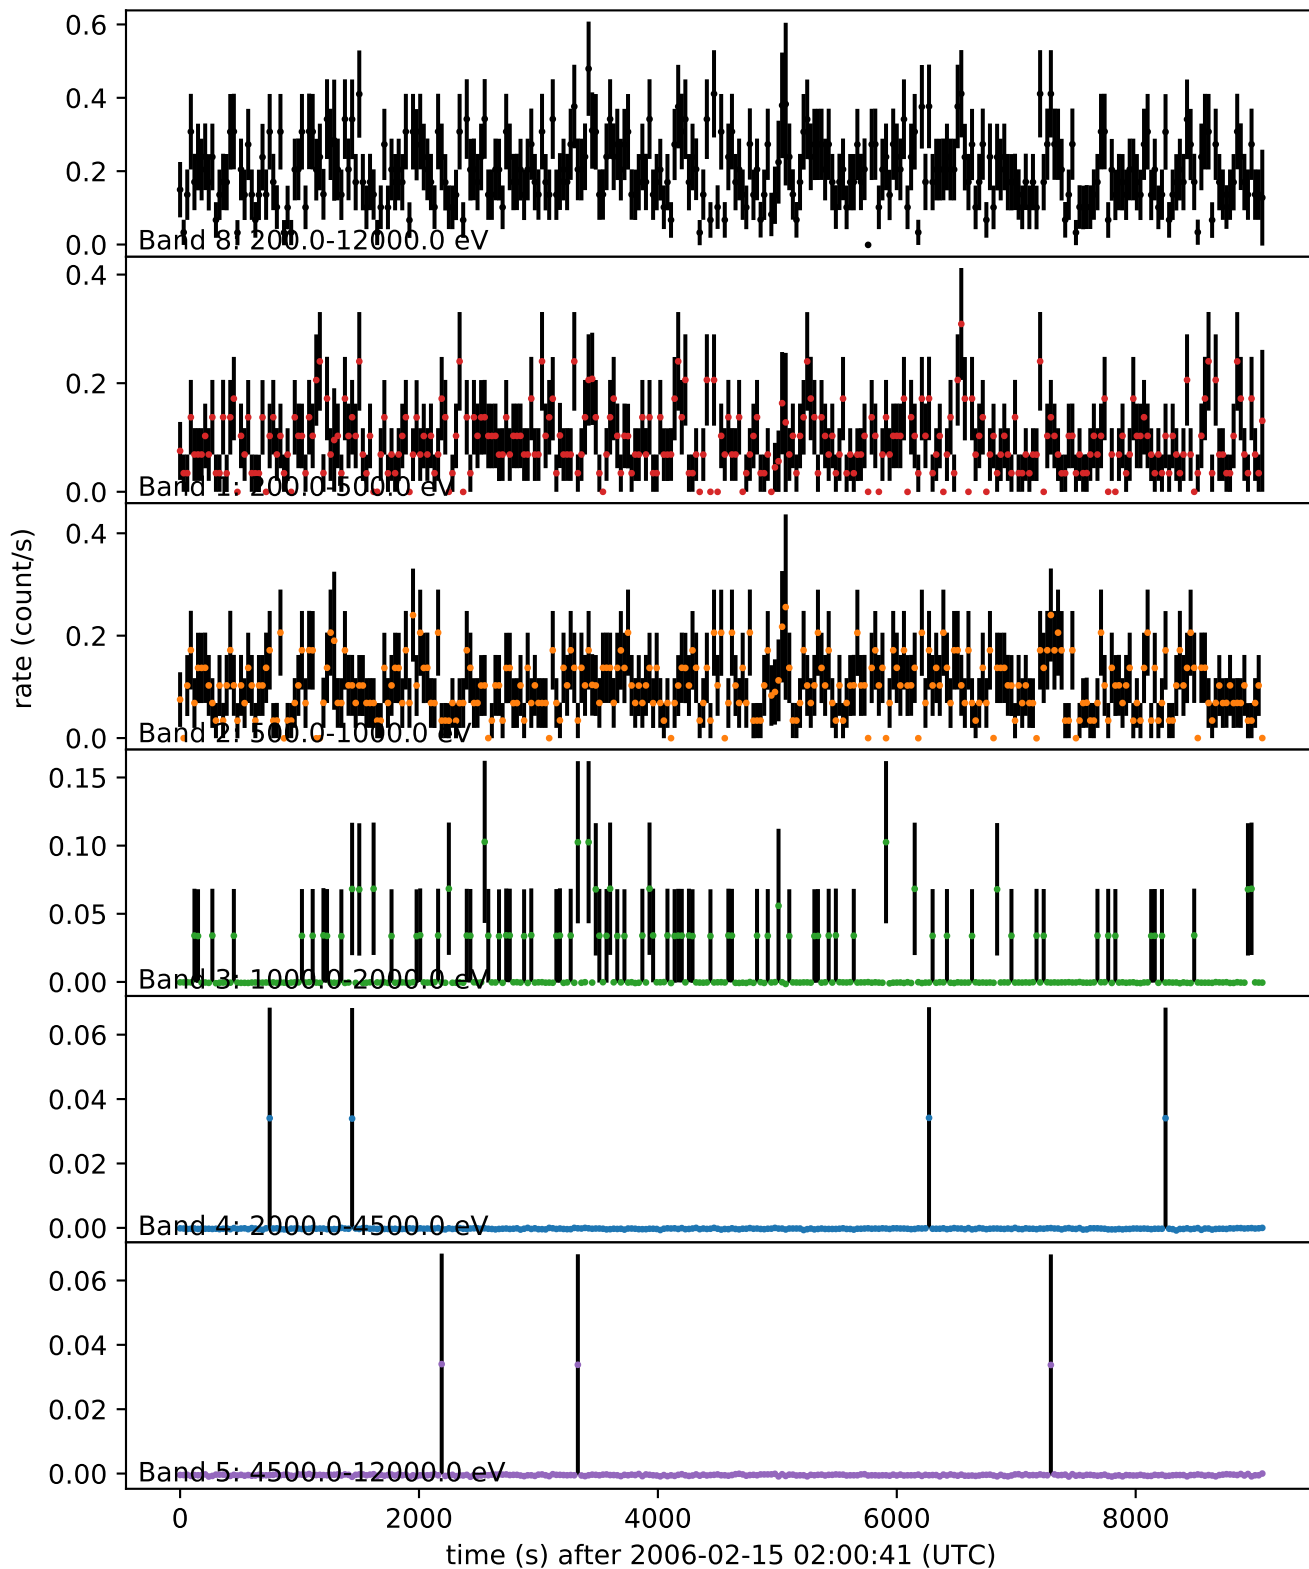 0.6
0.4
0.2
0.0
Band 8: 200.0-12000.0 eV
0.4
0.2
0.0
Band 1: 200.0-500.0 eV
rate (count/s)
0.4
0.2
0.0
Band 2: 500.0-1000.0 eV
0.15
0.10
0.05
0.00
Band 3: 1000.0-2000.0 eV
0.06
0.04
0.02
0.00
Band 4: 2000.0-4500.0 eV
0.06
0.04
0.02
0.00
Band 5: 4500.0-12000.0 eV
0 2000 4000 6000 8000
time (s) after 2006-02-15 02:00:41 (UTC)